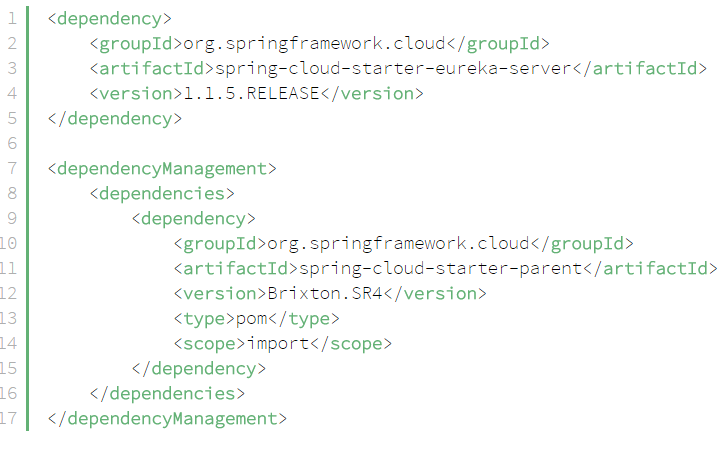 1 <dependency>
2     <groupId>org.springframework.cloud</groupId>
3     <artifactId>spring-cloud-starter-eureka-server</artifactId>
4     <version>1.1.5.RELEASE</version>
5 </dependency>
6
7 <dependencyManagement>
8     <dependencies>
9         <dependency>
10             <groupId>org.springframework.cloud</groupId>
11             <artifactId>spring-cloud-starter-parent</artifactId>
12             <version>Brixton.SR4</version>
13             <type>pom</type>
14             <scope>import</scope>
15         </dependency>
16     </dependencies>
17 </dependencyManagement>